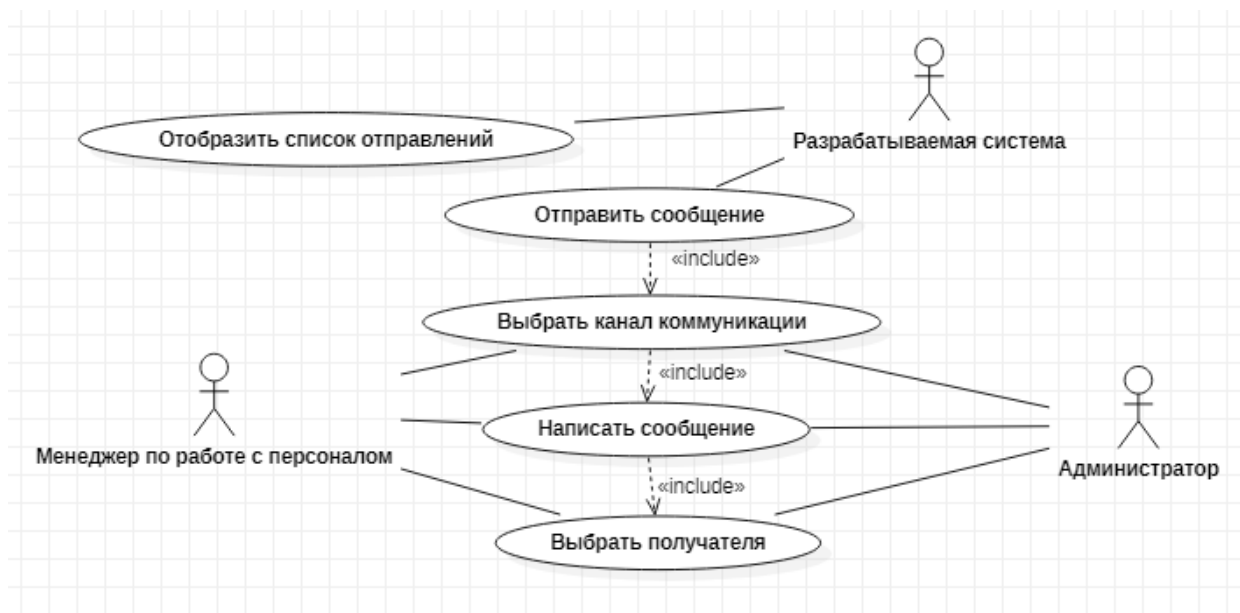 Отобразить список отправлений
Разрабатываемая система
Отправить сообщение
«include»
Выбрать канал коммуникации
«include»
Написать сообщение
Менеджер по работе с персоналом
Администратор
«include»
Выбрать получателя